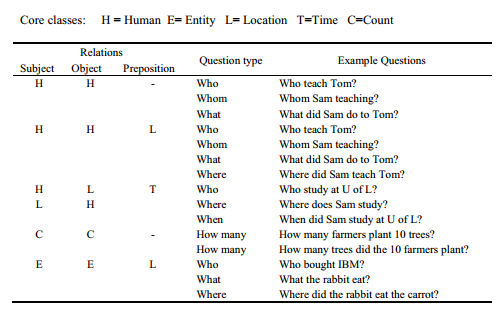 Core classes: H = Human E= Entity L= Location T=Time C=Count
Relations
Subject Object Preposition Question type Example Questions
H H - Who Who teach Tom?
Whom Whom Sam teaching?
What What did Sam do to Tom?
H H L Who Who teach Tom?
Whom Whom Sam teaching?
What What did Sam do to Tom?
Where Where did Sam teach Tom?
H L T Who Who study at U of L?
L H Where Where does Sam study?
When When did Sam study at U of L?
C C - How many How many farmers plant 10 trees?
How many How many trees did the 10 farmers plant?
E E L Who Who bought IBM?
What What the rabbit eat?
Where Where did the rabbit eat the carrot?